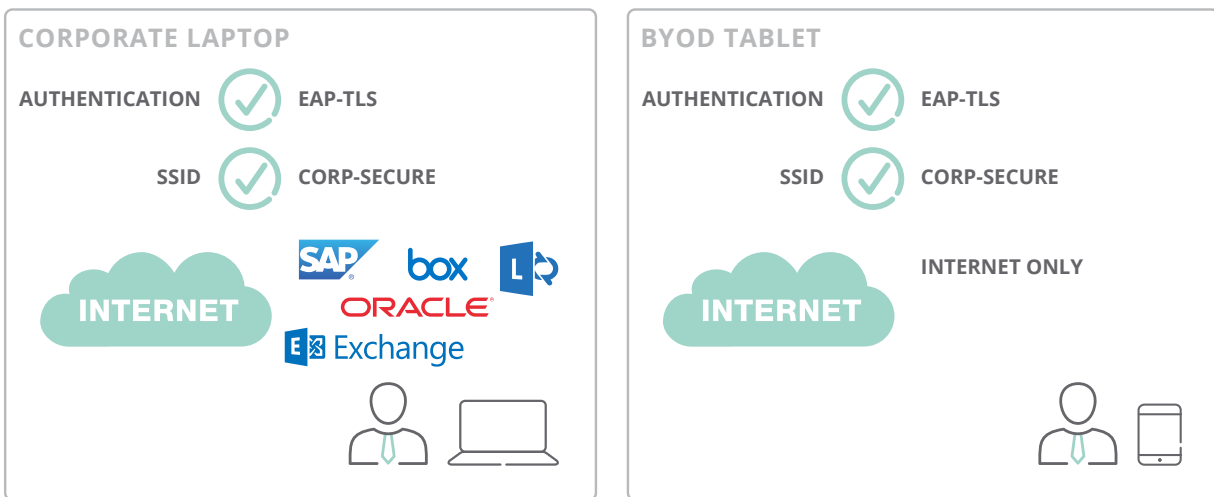 CORPORATE LAPTOP
AUTHENTICATION EAP-TLS
SSID CORP-SECURE
INTERNET
SAP®
box
L
ORACLE®
E Exchange
BYOD TABLET
AUTHENTICATION EAP-TLS
SSID CORP-SECURE
INTERNET
INTERNET ONLY